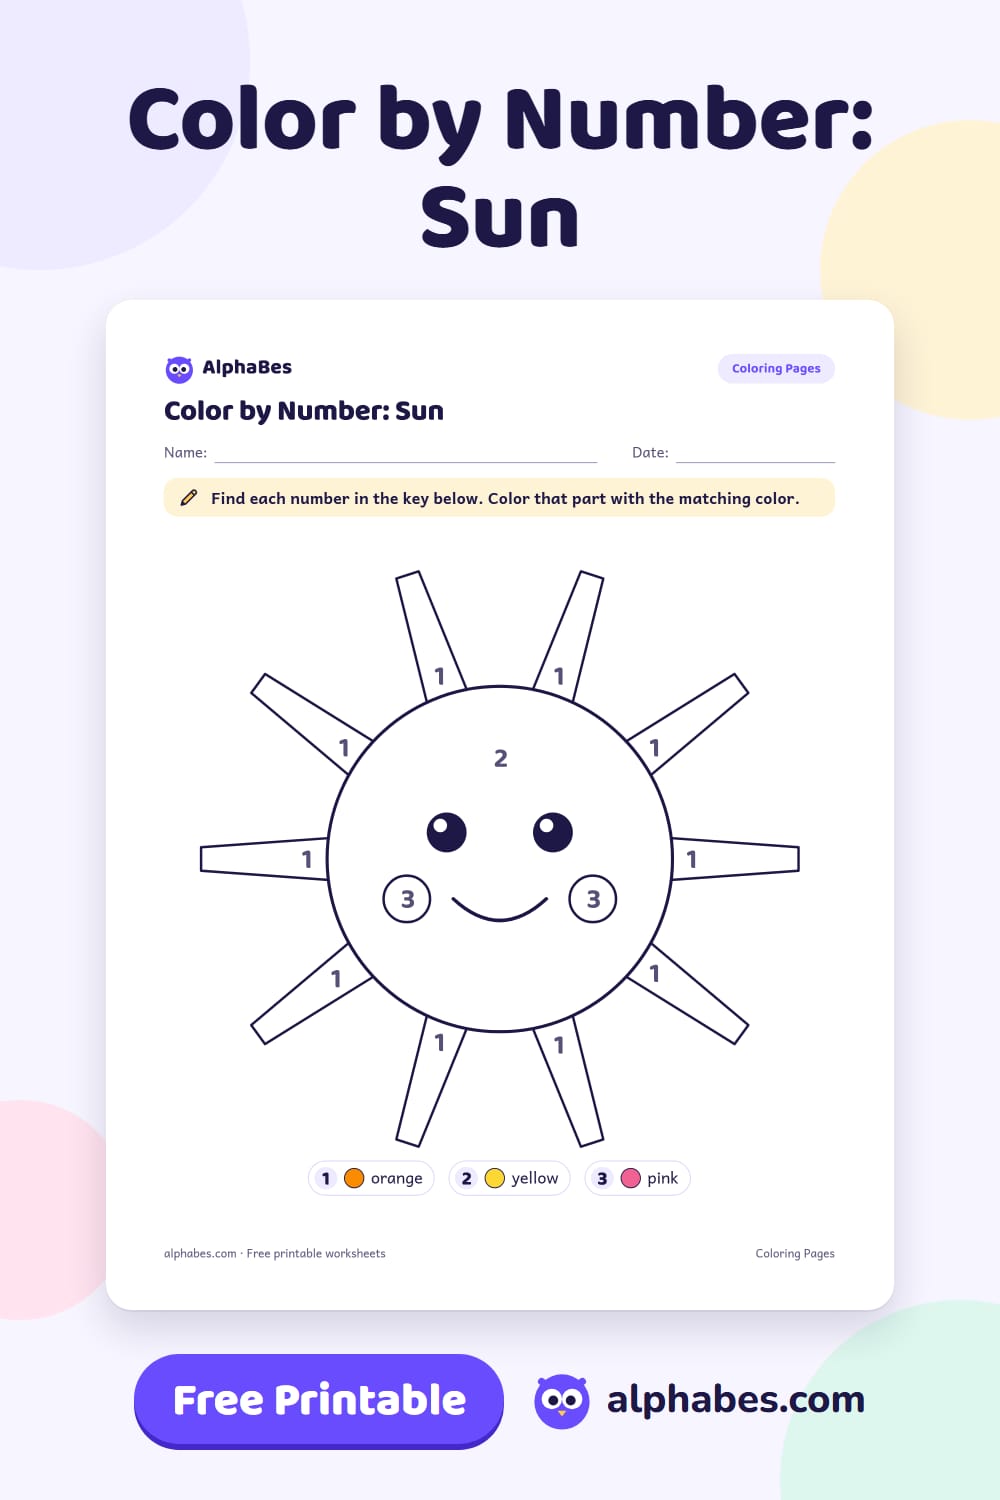 Color by Number:
Sun
AlphaBes
Coloring Pages
Color by Number: Sun
Name:
Date:
Find each number in the key below. Color that part with the matching color.
1 1
1 1
2
1 1
3 3
1 1
1 1
1 orange 2 yellow 3 pink
alphabes.com · Free printable worksheets
Coloring Pages
Free Printable
alphabes.com